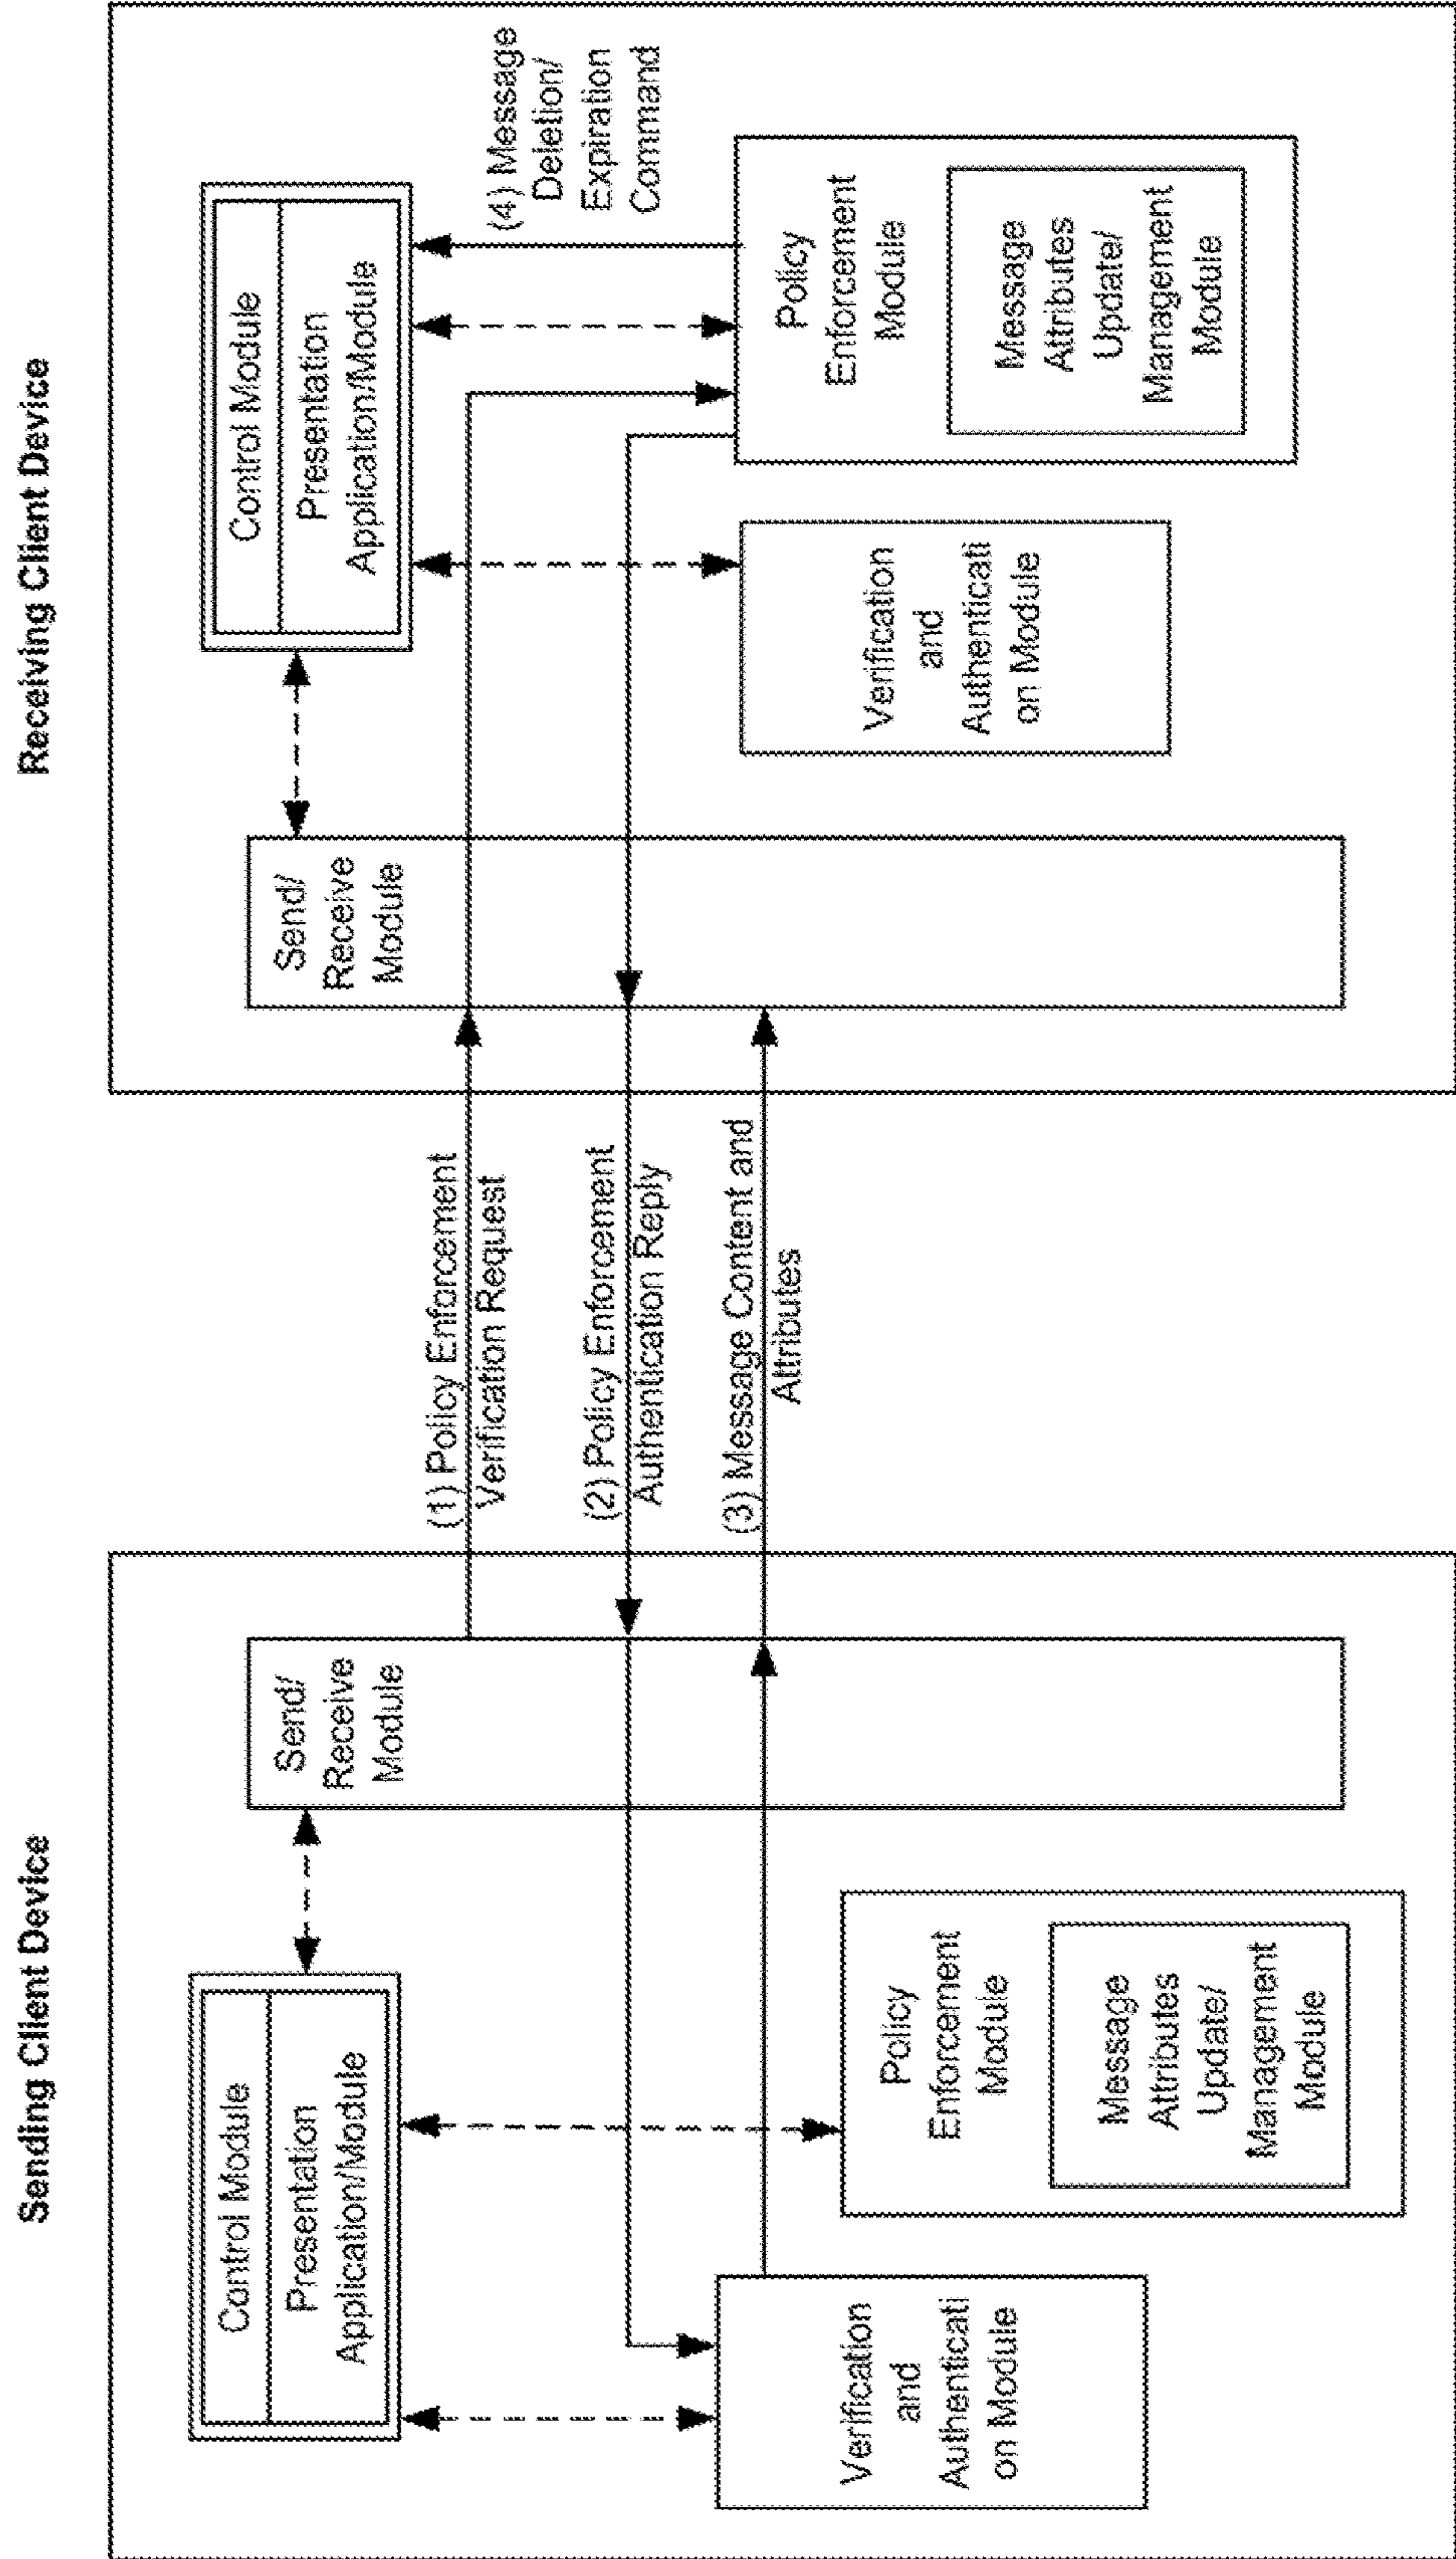 Sending Client Device
Control Module
Presentation
Application/Module
Send/
Receive
Module
Verification
and
Authenticati
on Module
Policy
Enforcement
Module
Message
Attributes
Update/
Management
Module
(1) Policy Enforcement
Verification Request
(2) Policy Enforcement
Authentication Reply
(3) Message Content and
Attributes
Receiving Client Device
Send/
Receive
Module
Control Module
Presentation
Application/Module
(4) Message
Deletion/
Expiration
Command
Verification
and
Authenticati
on Module
Policy
Enforcement
Module
Message
Attributes
Update/
Management
Module